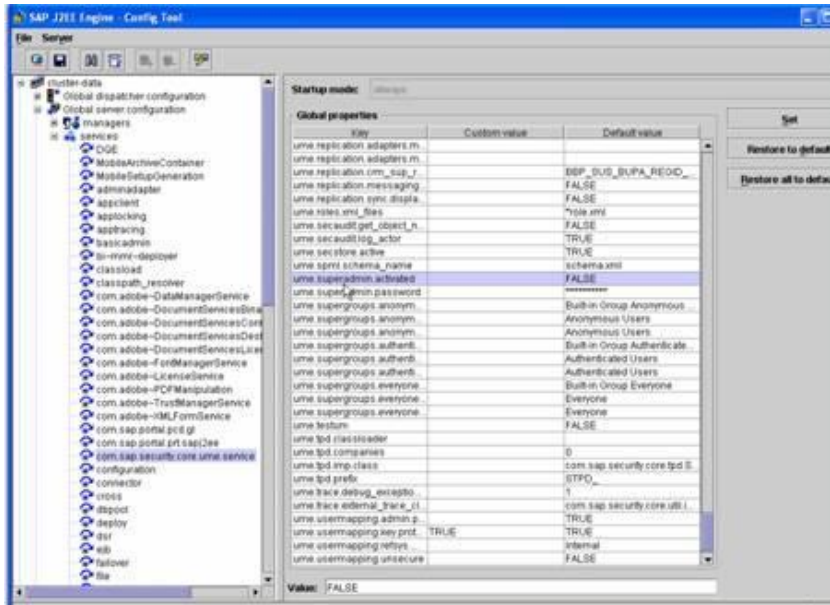 SAP J2EE Engine - Config Tool
File Server
cluster-data
Global dispatcher configuration
Global server configuration
managers
services
DQE
MobileArchiveContainer
MobileSetupGeneration
adminadapter
appclient
applocking
apptracing
basicadmin
bi-mmr-deployer
classload
classpath_resolver
com.adobe~DataManagerService
com.adobe~DocumentServicesBina
com.adobe~DocumentServicesConf
com.adobe~DocumentServicesDest
com.adobe~DocumentServicesLicen
com.adobe~FontManagerService
com.adobe~LicenseService
com.adobe~PDFManipulation
com.adobe~TrustManagerService
com.adobe~XMLFormService
com.sap.portal.pcd.gl
com.sap.portal.prt.sapj2ee
com.sap.security.core.ume.service
configuration
connector
cross
dbpool
deploy
dsr
ejb
failover
file
Startup mode: always
Global properties
Key Custom value Default value
ume.replication.adapters.m...
ume.replication.adapters.m...
ume.replication.crm_sup_r... BBP_SUS_BUPA_REGID_...
ume.replication.messaging... FALSE
ume.replication.sync.displa... FALSE
ume.roles.xml_files *role.xml
ume.secaudit.get_object_n... FALSE
ume.secaudit.log_actor TRUE
ume.secstore.active TRUE
ume.spml.schema_name schema.xml
ume.superadmin.activated FALSE
ume.superadmin.password **********
ume.supergroups.anonym... Built-in Group Anonymous ...
ume.supergroups.anonym... Anonymous Users
ume.supergroups.anonym... Anonymous Users
ume.supergroups.authenti... Built-in Group Authenticate...
ume.supergroups.authenti... Authenticated Users
ume.supergroups.authenti... Authenticated Users
ume.supergroups.everyone... Built-in Group Everyone
ume.supergroups.everyone... Everyone
ume.supergroups.everyone... Everyone
ume.testum FALSE
ume.tpd.classloader
ume.tpd.companies 0
ume.tpd.imp.class com.sap.security.core.tpd.S...
ume.tpd.prefix STPD_
ume.trace.debug_exceptio... 1
ume.trace.external_trace_cl... com.sap.security.core.util.i...
ume.usermapping.admin.p... TRUE
ume.usermapping.key.prot... TRUE TRUE
ume.usermapping.refsys... internal
ume.usermapping.unsecure FALSE
Value: FALSE
Set
Restore to default
Restore all to defau